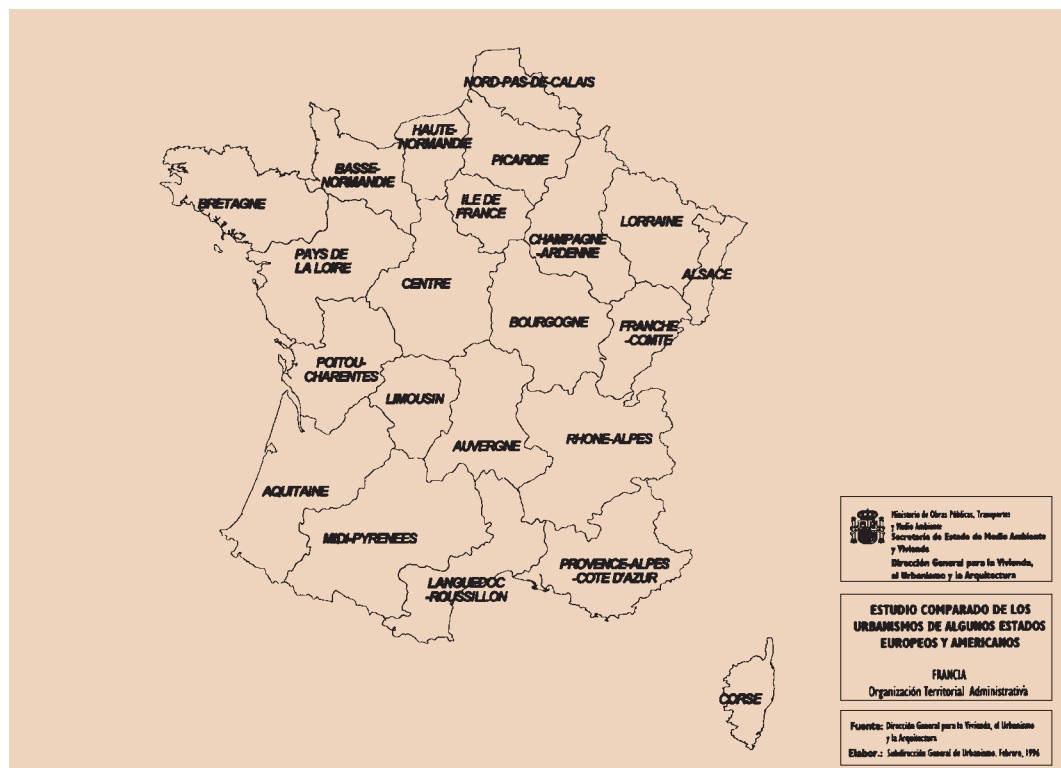 NORD-PAS-DE-CALAIS
HAUTE-
NORMANDIE
PICARDIE
BASSE-
NORMANDIE
BRETAGNE
ILE DE
FRANCE
LORRAINE
CHAMPAGNE
-ARDENNE
PAYS DE
LA LOIRE
ALSACE
CENTRE
BOURGOGNE
FRANCHE
-COMTE
POITOU-
CHARENTES
LIMOUSIN
AUVERGNE
RHONE-ALPES
AQUITAINE
MIDI-PYRENEES
PROVENCE-ALPES
-COTE D'AZUR
LANGUEDOC
-ROUSSILLON
CORSE
Ministerio de Obras Públicas, Transportes
y Medio Ambiente
Secretaría de Estado de Medio Ambiente
y Vivienda
Dirección General para la Vivienda,
el Urbanismo y la Arquitectura
ESTUDIO COMPARADO DE LOS
URBANISMOS DE ALGUNOS ESTADOS
EUROPEOS Y AMERICANOS
FRANCIA
Organización Territorial Administrativa
Fuente: Dirección General para la Vivienda, el Urbanismo
y la Arquitectura
Elabor.: Subdirección General de Urbanismo. Febrero, 1996